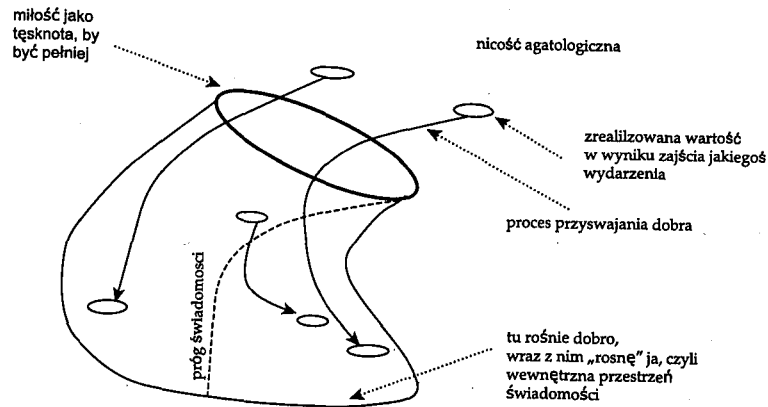 miłość jako
tęsknota, by
być pełniej
nicość agatologiczna
zrealilzowana wartość
w wyniku zajścia jakiegoś
wydarzenia
proces przyswajania dobra
próg świadomosci
tu rośnie dobro,
wraz z nim „rosnę” ja, czyli
wewnętrzna przestrzeń
świadomości